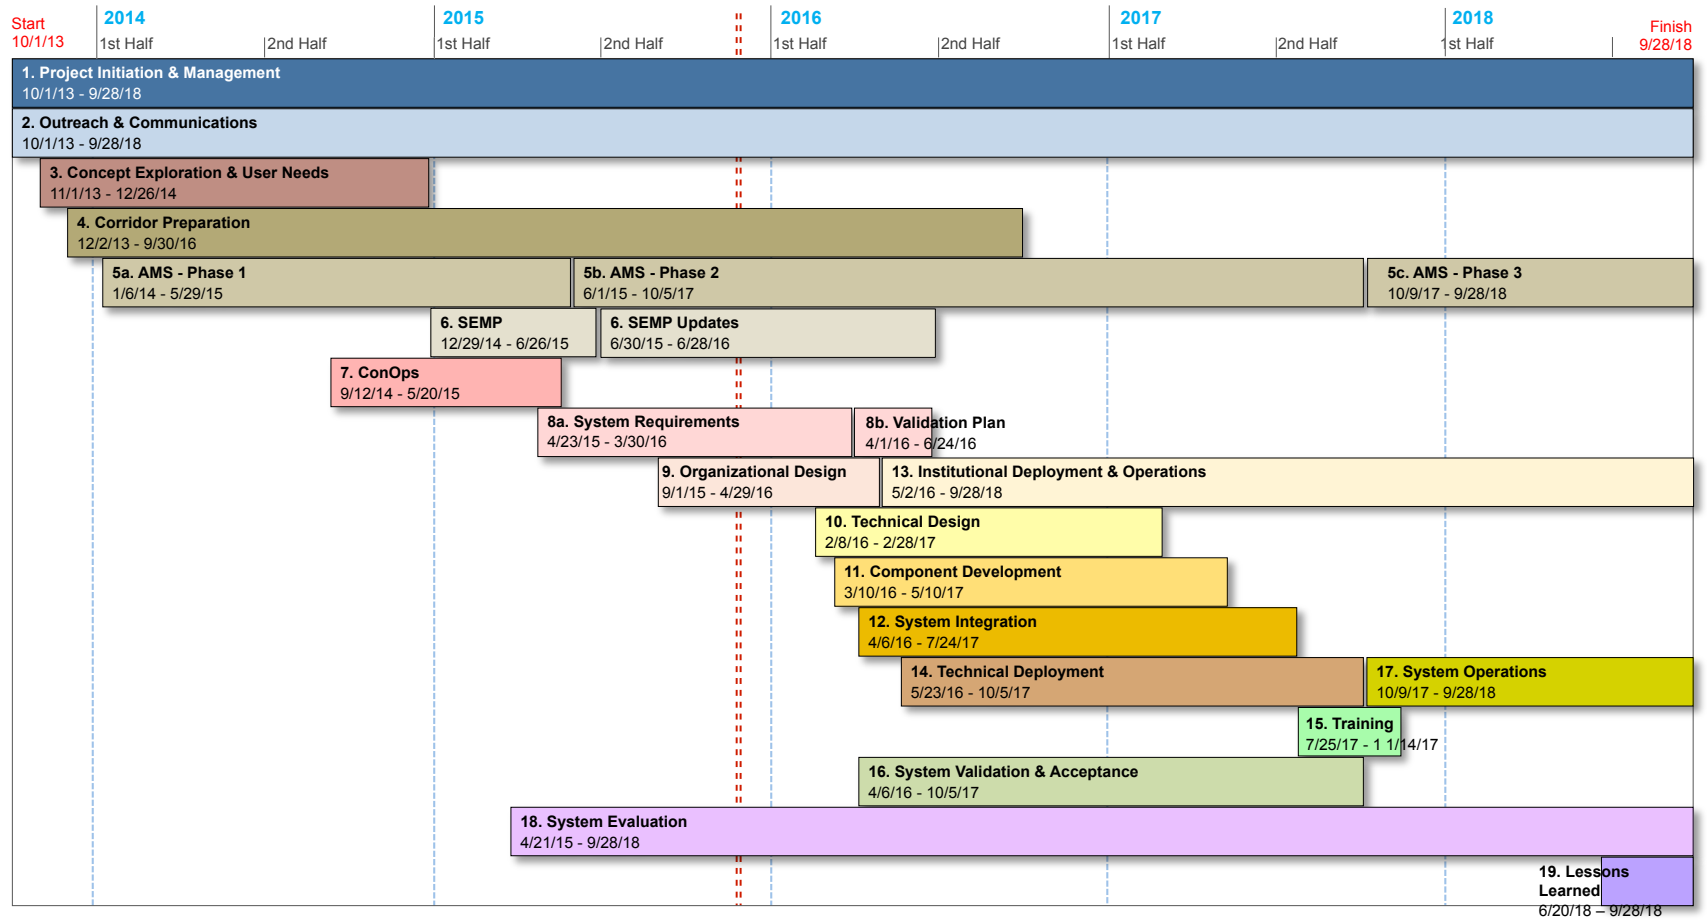 Start
10/1/13
2014
2015
2016
2017
2018
Finish
9/28/18
1st Half
2nd Half
1st Half
2nd Half
1st Half
2nd Half
1st Half
2nd Half
1st Half
1. Project Initiation & Management
10/1/13 - 9/28/18
2. Outreach & Communications
10/1/13 - 9/28/18
3. Concept Exploration & User Needs
11/1/13 - 12/26/14
4. Corridor Preparation
12/2/13 - 9/30/16
5a. AMS - Phase 1
1/6/14 - 5/29/15
5b. AMS - Phase 2
6/1/15 - 10/5/17
5c. AMS - Phase 3
10/9/17 - 9/28/18
6. SEMP
12/29/14 - 6/26/15
6. SEMP Updates
6/30/15 - 6/28/16
7. ConOps
9/12/14 - 5/20/15
8a. System Requirements
4/23/15 - 3/30/16
8b. Validation Plan
4/1/16 - 6/24/16
9. Organizational Design
9/1/15 - 4/29/16
13. Institutional Deployment & Operations
5/2/16 - 9/28/18
10. Technical Design
2/8/16 - 2/28/17
11. Component Development
3/10/16 - 5/10/17
12. System Integration
4/6/16 - 7/24/17
14. Technical Deployment
5/23/16 - 10/5/17
17. System Operations
10/9/17 - 9/28/18
15. Training
7/25/17 - 1 1/14/17
16. System Validation & Acceptance
4/6/16 - 10/5/17
18. System Evaluation
4/21/15 - 9/28/18
19. Lessons
Learned
6/20/18 – 9/28/18